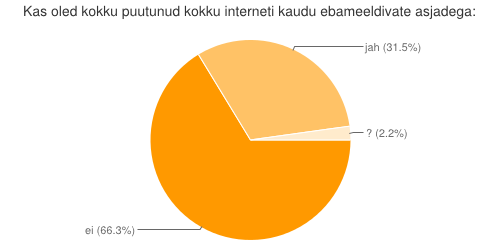 Kas oled kokku puutunud kokku interneti kaudu ebameeldivate asjadega:
jah (31.5%)
? (2.2%)
ei (66.3%)